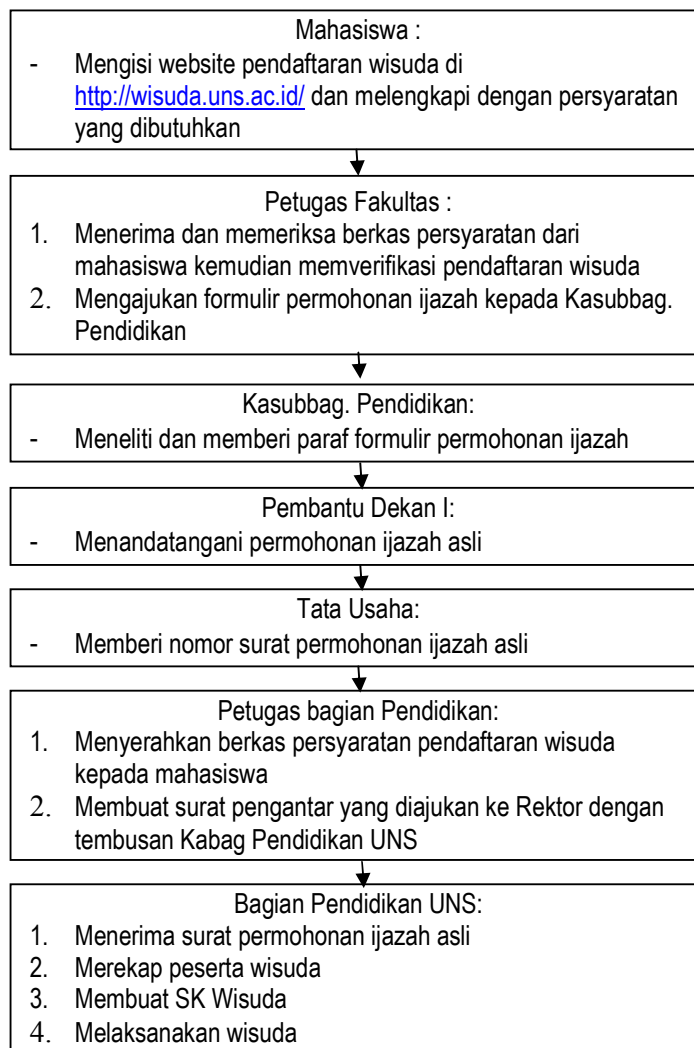 Mahasiswa :
- Mengisi website pendaftaran wisuda di
http://wisuda.uns.ac.id/ dan melengkapi dengan persyaratan
yang dibutuhkan
Petugas Fakultas :
1. Menerima dan memeriksa berkas persyaratan dari
mahasiswa kemudian memverifikasi pendaftaran wisuda
2. Mengajukan formulir permohonan ijazah kepada Kasubbag.
Pendidikan
Kasubbag. Pendidikan:
- Meneliti dan memberi paraf formulir permohonan ijazah
Pembantu Dekan I:
- Menandatangani permohonan ijazah asli
Tata Usaha:
- Memberi nomor surat permohonan ijazah asli
Petugas bagian Pendidikan:
1. Menyerahkan berkas persyaratan pendaftaran wisuda
kepada mahasiswa
2. Membuat surat pengantar yang diajukan ke Rektor dengan
tembusan Kabag Pendidikan UNS
Bagian Pendidikan UNS:
1. Menerima surat permohonan ijazah asli
2. Merekap peserta wisuda
3. Membuat SK Wisuda
4. Melaksanakan wisuda